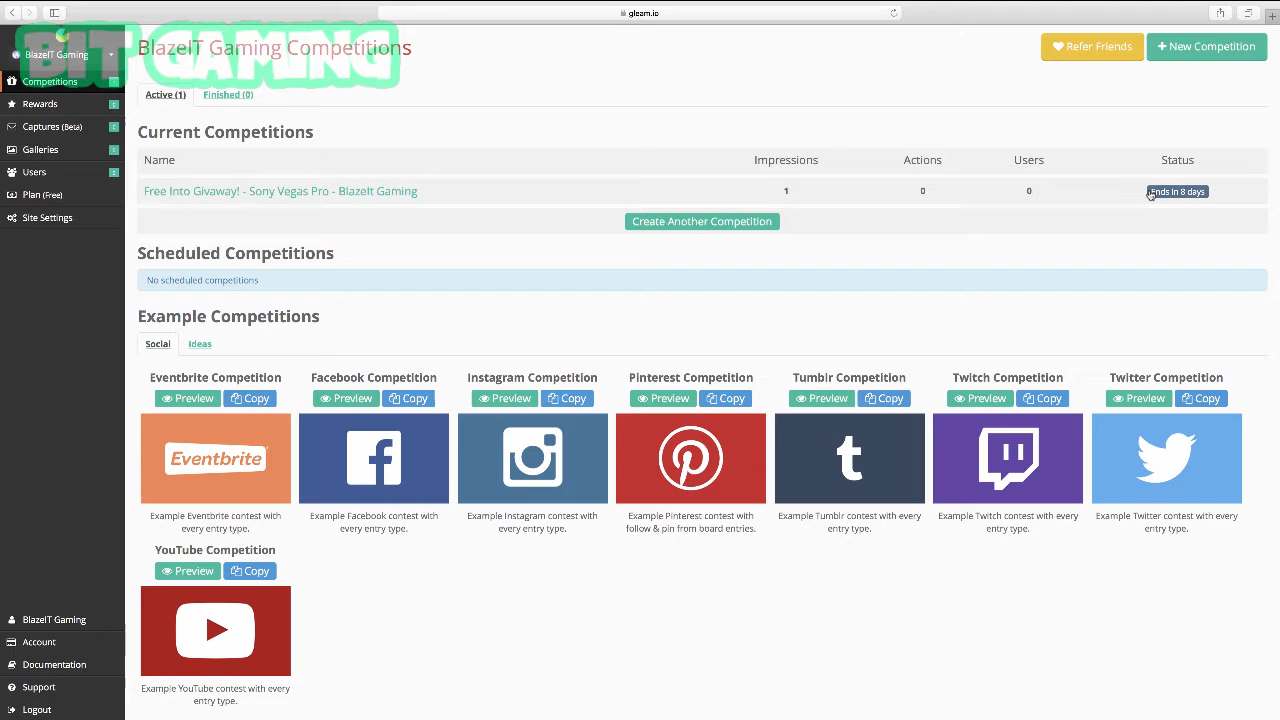 gleam.io
BIT GAMING
BlazeIT Gaming
BlazeIT Gaming Competitions
Refer Friends
+ New Competition
Competitions
Rewards
Captures (Beta)
Galleries
Users
Plan (Free)
Site Settings
Active (1)
Finished (0)
Current Competitions
Name Impressions Actions Users Status
Free Into Givaway! - Sony Vegas Pro - BlazeIt Gaming 1 0 0 Ends in 8 days
Create Another Competition
Scheduled Competitions
No scheduled competitions
Example Competitions
Social Ideas
Eventbrite Competition Facebook Competition Instagram Competition Pinterest Competition Tumblr Competition Twitch Competition Twitter Competition
Preview Copy Preview Copy Preview Copy Preview Copy Preview Copy Preview Copy Preview Copy
Eventbrite
Example Eventbrite contest with every entry type.
Example Facebook contest with every entry type.
Example Instagram contest with every entry type.
Example Pinterest contest with follow & pin from board entries.
Example Tumblr contest with every entry type.
Example Twitch contest with every entry type.
Example Twitter contest with every entry type.
YouTube Competition
Preview Copy
Example YouTube contest with every
entry type.
BlazeIT Gaming
Account
Documentation
Support
Logout